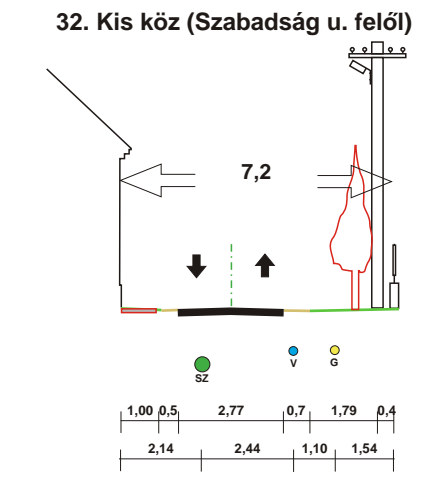 32. Kis köz (Szabadság u. felől)
7,2
SZ V G
1,00 0,5 2,77 0,7 1,79 0,4
2,14 2,44 1,10 1,54